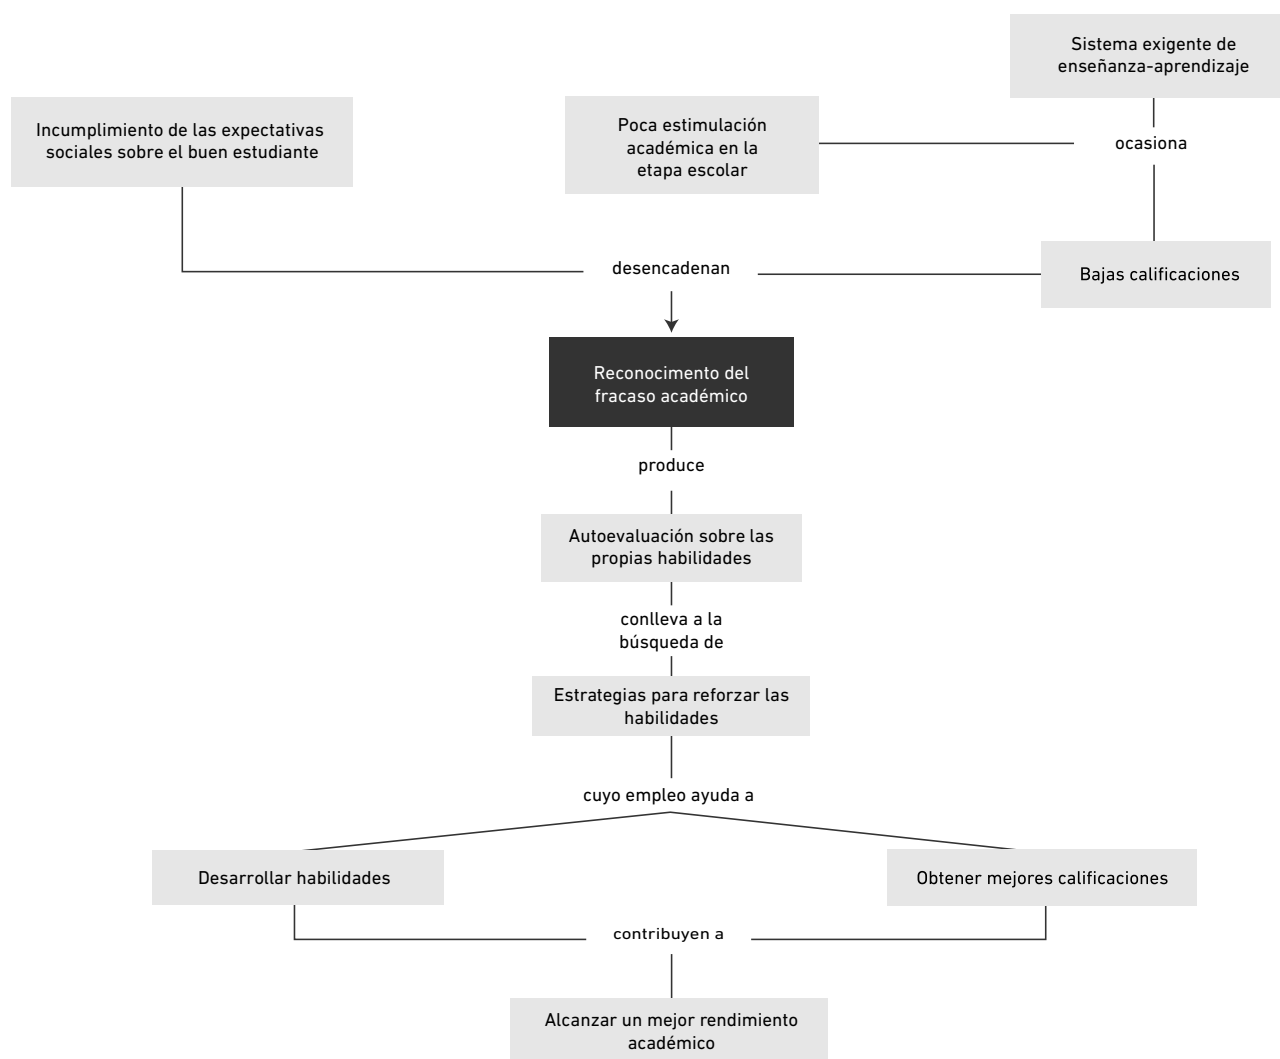 Sistema exigente de
enseñanza-aprendizaje
Incumplimiento de las expectativas
sociales sobre el buen estudiante
Poca estimulación
académica en la
etapa escolar
ocasiona
desencadenan
Bajas calificaciones
Reconocimento del
fracaso académico
produce
Autoevaluación sobre las
propias habilidades
conlleva a la
búsqueda de
Estrategias para reforzar las
habilidades
cuyo empleo ayuda a
Desarrollar habilidades
Obtener mejores calificaciones
contribuyen a
Alcanzar un mejor rendimiento
académico